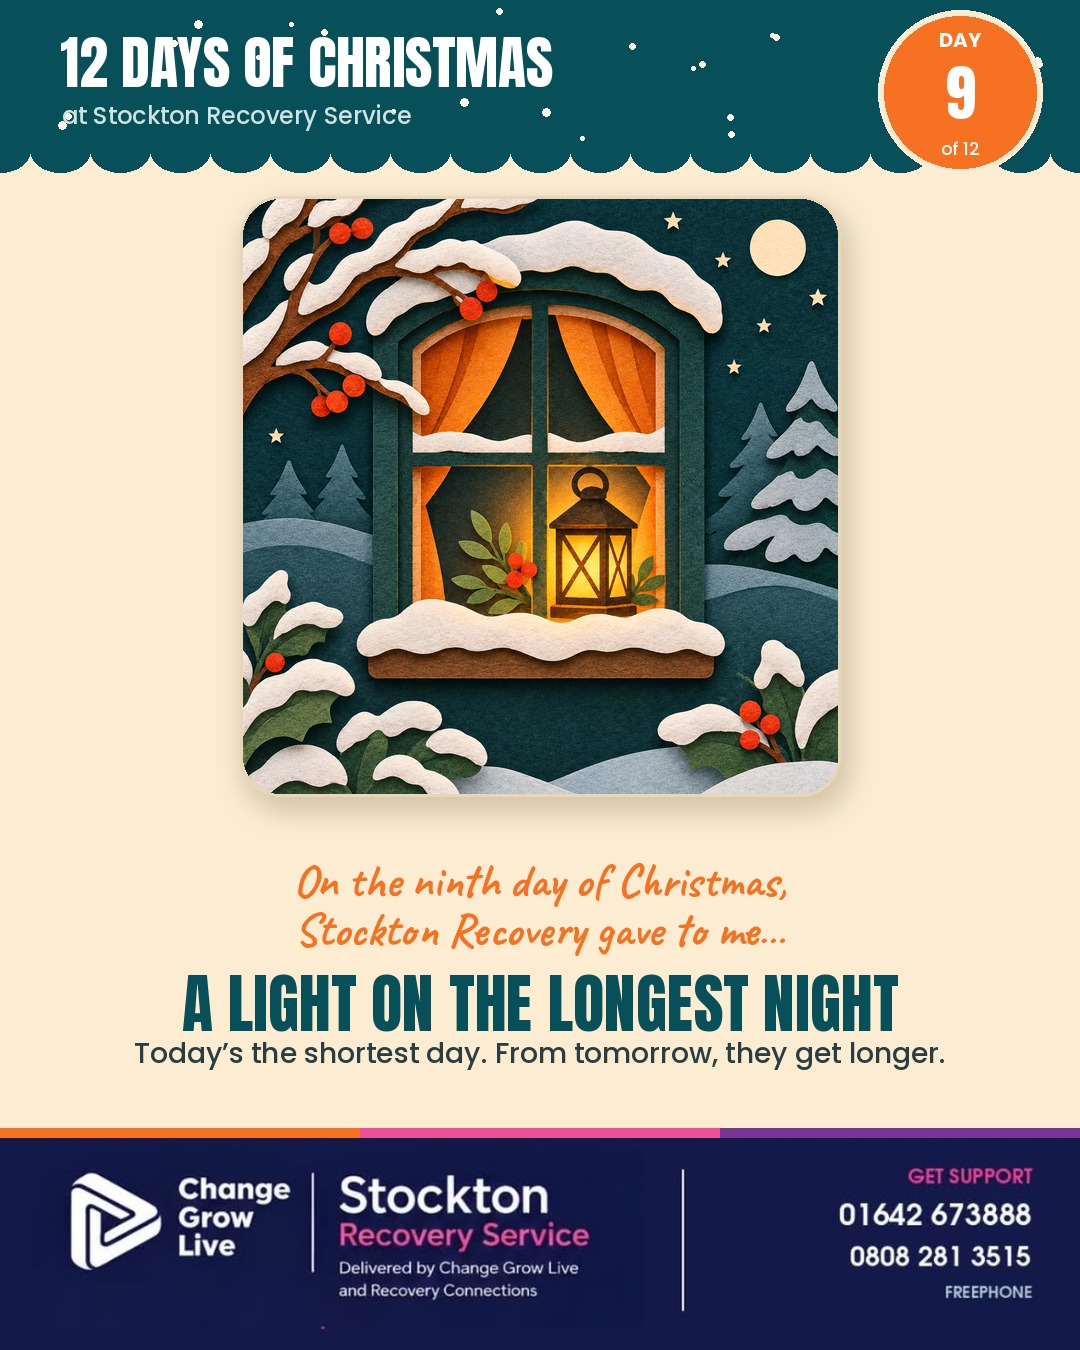 12 DAYS OF CHRISTMAS
at Stockton Recovery Service
DAY
9
of 12
On the ninth day of Christmas,
Stockton Recovery gave to me...
A LIGHT ON THE LONGEST NIGHT
Today's the shortest day. From tomorrow, they get longer.
Change
Grow
Live
Stockton
Recovery Service
Delivered by Change Grow Live
and Recovery Connections
GET SUPPORT
01642 673888
0808 281 3515
FREEPHONE